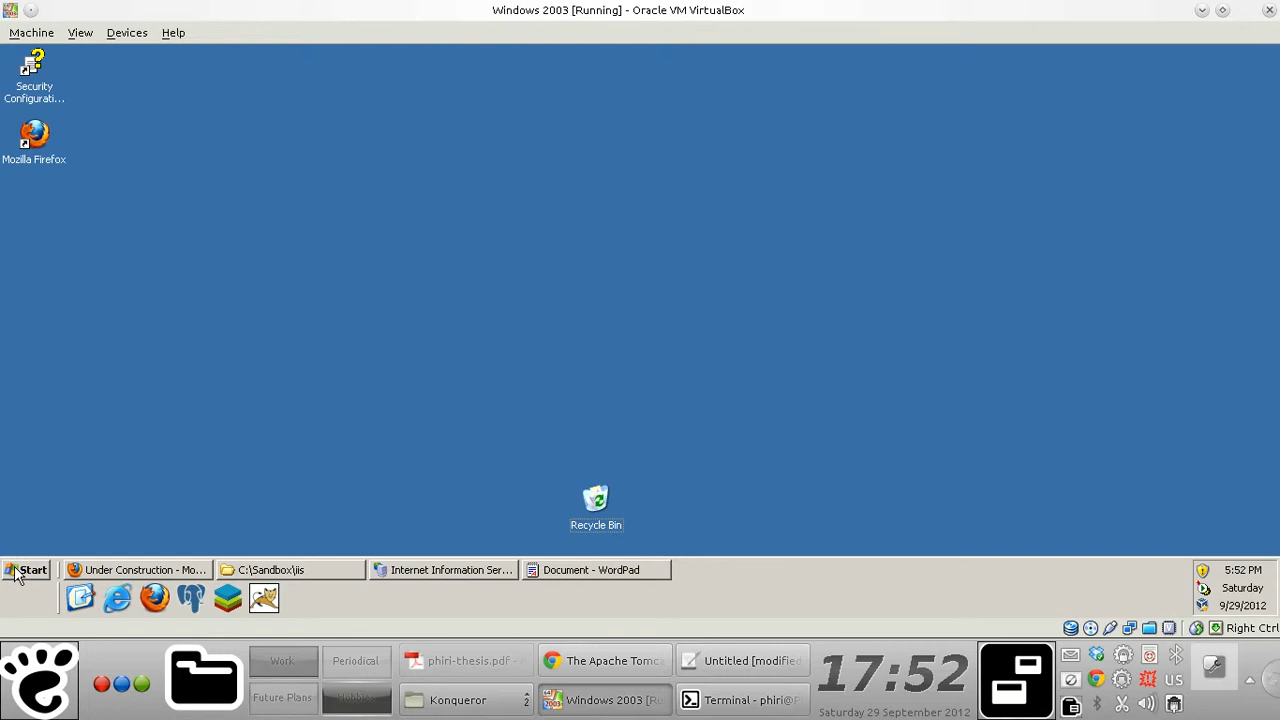 Windows 2003 [Running] - Oracle VM VirtualBox
Machine View Devices Help
Security
Configurati...
Mozilla Firefox
Recycle Bin
Start
Under Construction - Mo...
C:\Sandbox\iis
Internet Information Ser...
Document - WordPad
5:52 PM
Saturday
9/29/2012
Right Ctrl
Work
Periodical
Future Plans
Hobbies
phiri-thesis.pdf -
The Apache Tomca
Untitled [modified
Konqueror 2
Windows 2003 [Ru
Terminal - phiri@P
17:52
Saturday 29 September 2012
US